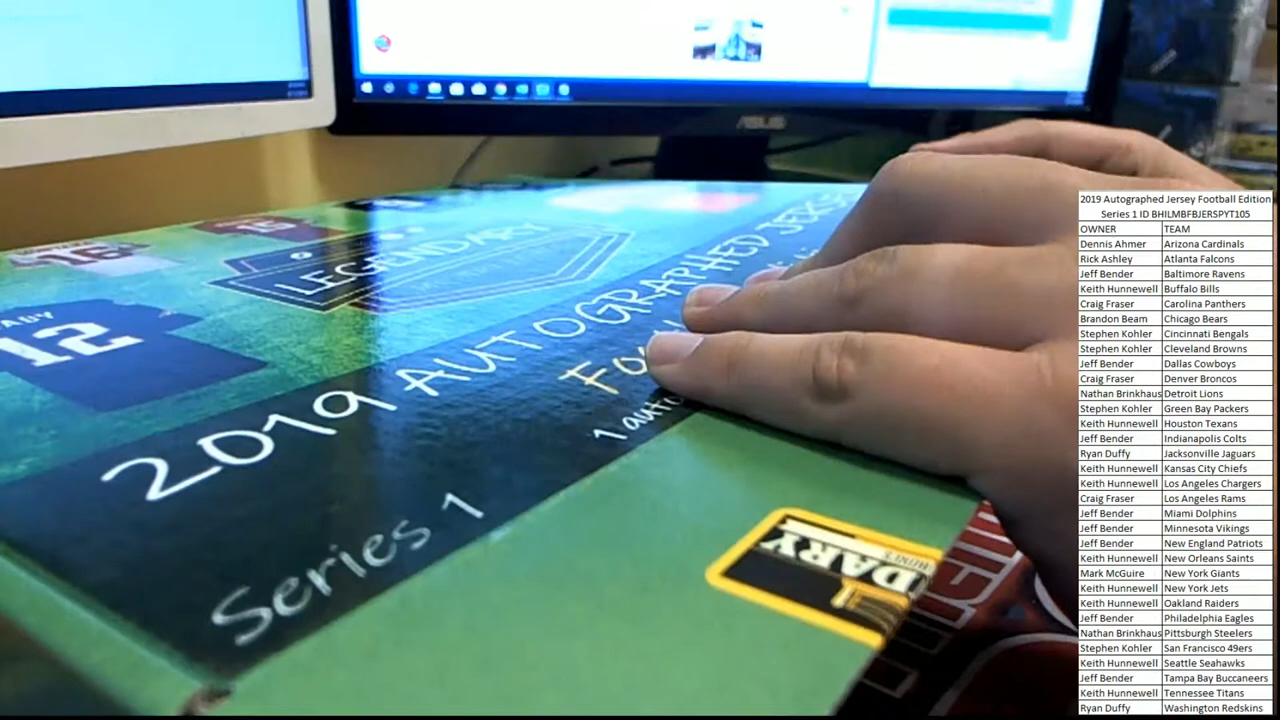 ASUS
16
15
LEGENDARY
12
2019 AUTOGRAPHED JERSE
Foo
1 auto
Series 1
DARY
2019 Autographed Jersey Football Edition
Series 1 ID BHILMBFBJERSPYT105
OWNER TEAM
Dennis Ahmer Arizona Cardinals
Rick Ashley Atlanta Falcons
Jeff Bender Baltimore Ravens
Keith Hunnewell Buffalo Bills
Craig Fraser Carolina Panthers
Brandon Beam Chicago Bears
Stephen Kohler Cincinnati Bengals
Stephen Kohler Cleveland Browns
Jeff Bender Dallas Cowboys
Craig Fraser Denver Broncos
Nathan Brinkhaus Detroit Lions
Stephen Kohler Green Bay Packers
Keith Hunnewell Houston Texans
Jeff Bender Indianapolis Colts
Ryan Duffy Jacksonville Jaguars
Keith Hunnewell Kansas City Chiefs
Keith Hunnewell Los Angeles Chargers
Craig Fraser Los Angeles Rams
Jeff Bender Miami Dolphins
Jeff Bender Minnesota Vikings
Jeff Bender New England Patriots
Keith Hunnewell New Orleans Saints
Mark McGuire New York Giants
Keith Hunnewell New York Jets
Keith Hunnewell Oakland Raiders
Jeff Bender Philadelphia Eagles
Nathan Brinkhaus Pittsburgh Steelers
Stephen Kohler San Francisco 49ers
Keith Hunnewell Seattle Seahawks
Jeff Bender Tampa Bay Buccaneers
Keith Hunnewell Tennessee Titans
Ryan Duffy Washington Redskins